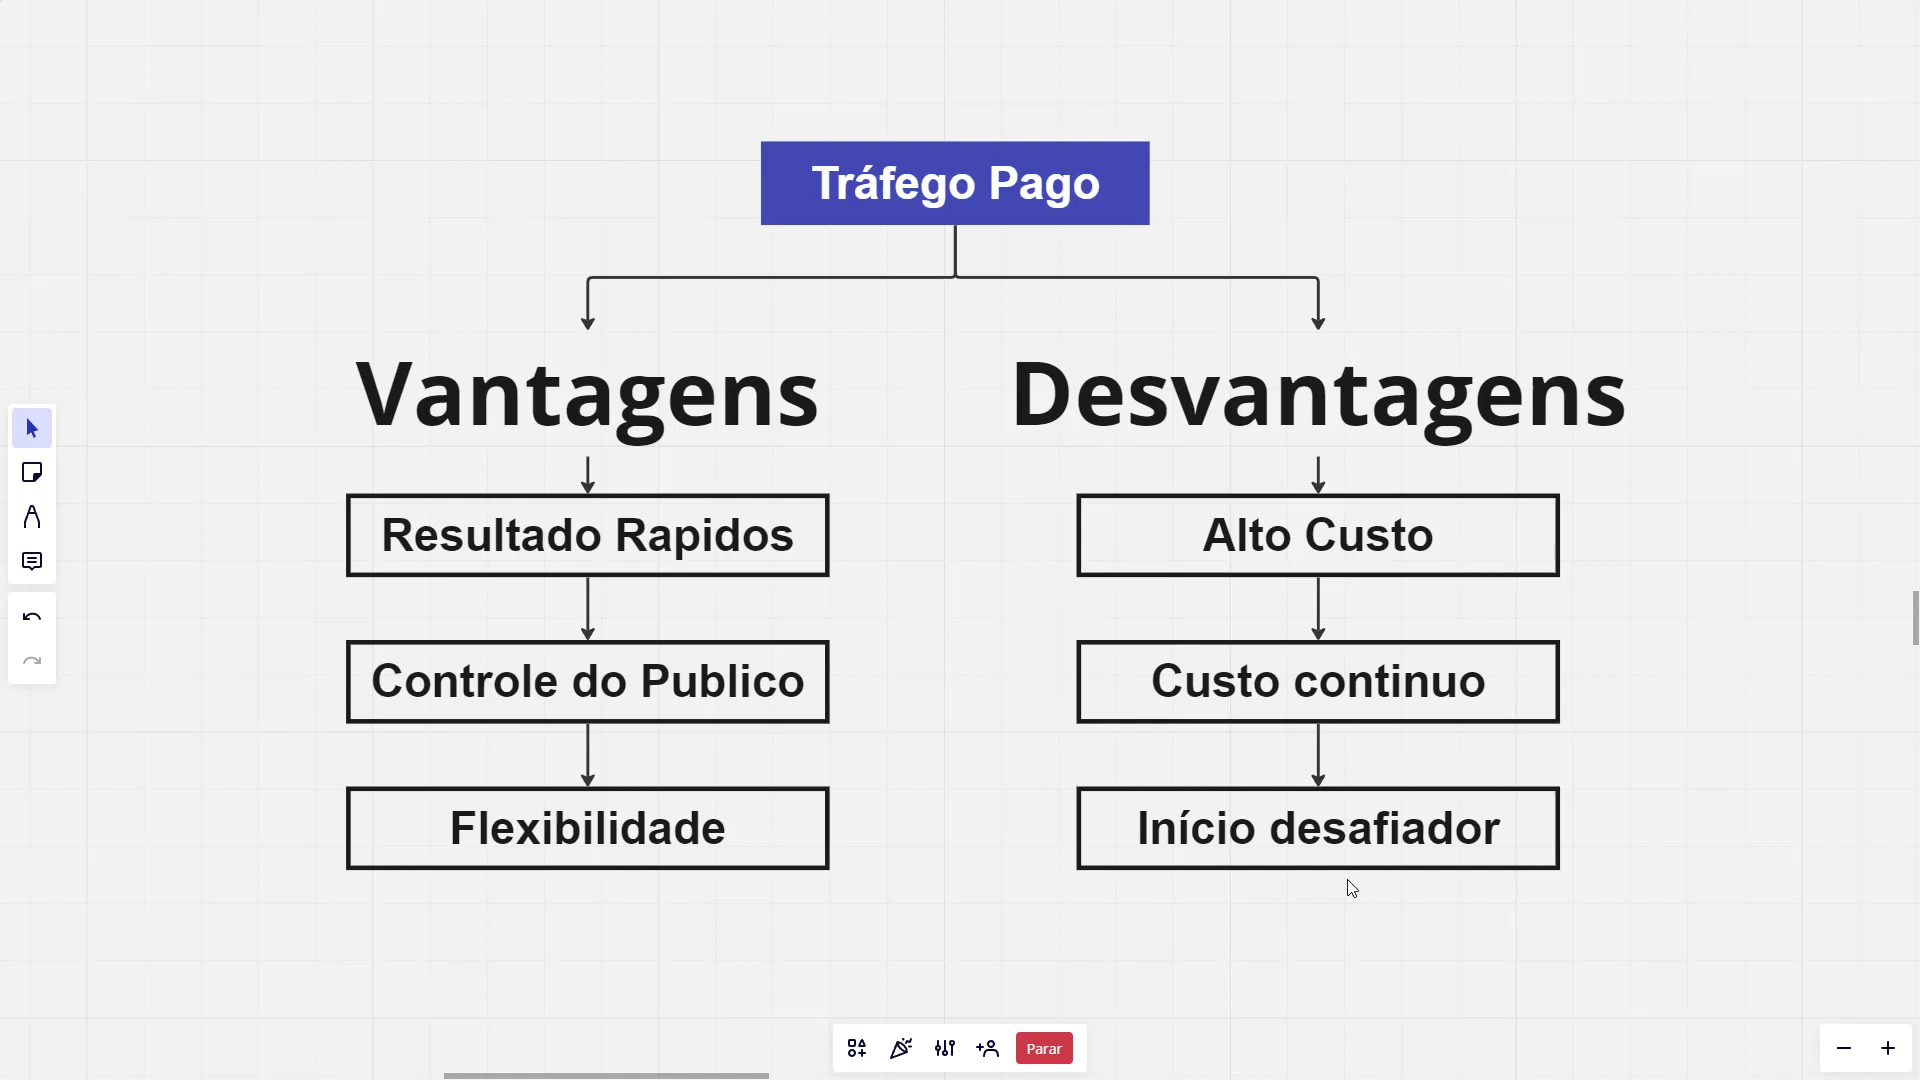 Tráfego Pago
Vantagens
Desvantagens
Resultado Rapidos
Alto Custo
Controle do Publico
Custo continuo
Flexibilidade
Início desafiador
Parar